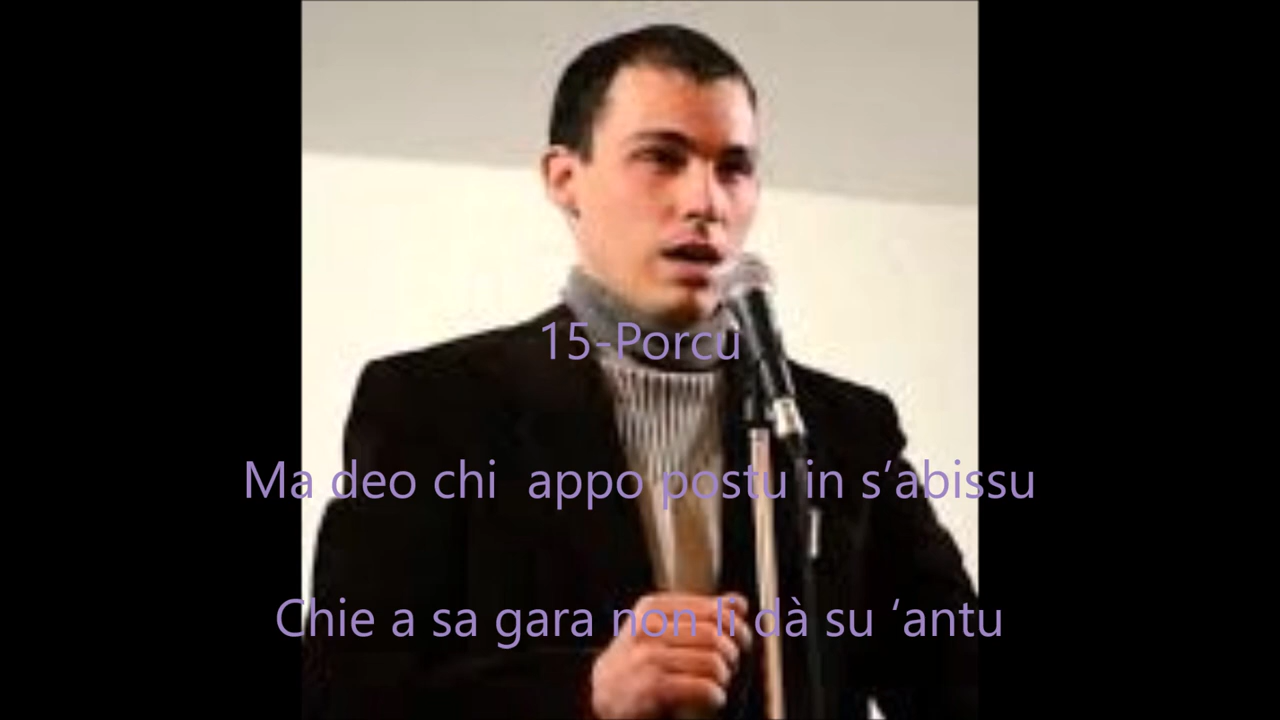 15-Porcu
Ma deo chi  appo postu in s’abissu
Chie a sa gara non li dà su ‘antu